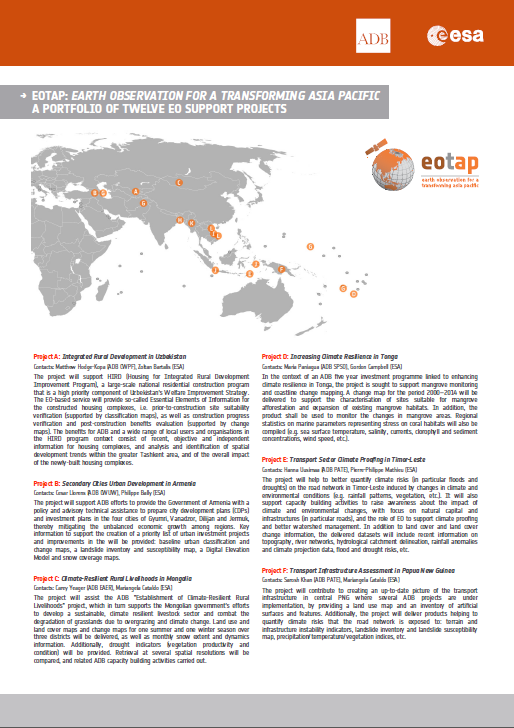 ADB
esa
→ EOTAP: EARTH OBSERVATION FOR A TRANSFORMING ASIA PACIFIC
A PORTFOLIO OF TWELVE EO SUPPORT PROJECTS
eotap
earth observation for a
transforming asia pacific
Project A: Integrated Rural Development in Uzbekistan
Contacts: Matthew Hodge-Kopa (ADB CWPF), Zoltan Bartalis (ESA)
The project will support HIRD (Housing for Integrated Rural Development
Improvement Program), a large-scale national residential construction program
that is a high priority component of Uzbekistan's Welfare Improvement Strategy.
The EO-based service will provide so-called Essential Elements of Information for
the constructed housing complexes, i.e. prior-to-construction site suitability
verification (supported by classification maps), as well as construction progress
verification and post-construction benefits evaluation (supported by change
maps). The benefits for ADB and a wide range of local users and organisations in
the HIRD program context consist of recent, objective and independent
information for housing complexes, and analysis and identification of spatial
development trends within the greater Tashkent area, and of the overall impact
of the newly-built housing complexes.
Project B: Secondary Cities Urban Development in Armenia
Contacts: Cesar Llorens (ADB CWUW), Philippe Bally (ESA)
The project will support ADB efforts to provide the Government of Armenia with a
policy and advisory technical assistance to prepare city development plans (CDPs)
and investment plans in the four cities of Gyumri, Vanadzor, Dilijan and Jermuk,
thereby mitigating the unbalanced economic growth among regions. Key
information to support the creation of a priority list of urban investment projects
and improvements in the will be provided: baseline urban classification and
change maps, a landslide inventory and susceptibility map, a Digital Elevation
Model and snow coverage maps.
Project C: Climate-Resilient Rural Livelihoods in Mongolia
Contacts: Carey Yeager (ADB EAER), Mariangela Cataldo (ESA)
The project will assist the ADB "Establishment of Climate-Resilient Rural
Livelihoods" project, which in turn supports the Mongolian government's efforts
to develop a sustainable, climate resilient livestock sector and combat the
degradation of grasslands due to overgrazing and climate change. Land use and
land cover maps and change maps for one summer and one winter season over
three districts will be delivered, as well as monthly snow extent and dynamics
information. Additionally, drought indicators (vegetation productivity and
condition) will be provided. Retrieval at several spatial resolutions will be
compared, and related ADB capacity building activities carried out.
Project D: Increasing Climate Resilience in Tonga
Contacts: Maria Paniagua (ADB SPSO), Gordon Campbell (ESA)
In the context of an ADB five year investment programme linked to enhancing
climate resilience in Tonga, the project is sought to support mangrove monitoring
and coastline change mapping. A change map for the period 2000–2014 will be
delivered to support the characterisation of sites suitable for mangrove
afforestation and expansion of existing mangrove habitats. In addition, the
product shall be used to monitor the changes in mangrove areas. Regional
statistics on marine parameters representing stress on coral habitats will also be
compiled (e.g. sea surface temperature, salinity, currents, clorophyll and sediment
concentrations, wind speed, etc.).
Project E: Transport Sector Climate Proofing in Timor-Leste
Contacts: Hanna Uusimaa (ADB PATE), Pierre-Philippe Mathieu (ESA)
The project will help to better quantify climate risks (in particular floods and
droughts) on the road network in Timor-Leste induced by changes in climate and
environmental conditions (e.g. rainfall patterns, vegetation, etc.). It will also
support capacity building activities to raise awareness about the impact of
climate and environmental changes, with focus on natural capital and
infrastructures (in particular roads), and the role of EO to support climate proofing
and better watershed management. In addition to land and land cover
change information, the delivered datasets will include recent information on
topography, river networks, hydrological catchment delineation, rainfall anomalies
and climate projection data, flood and drought risks, etc.
Project F: Transport Infrastructure Assessment in Papua New Guinea
Contacts: Sarosh Khan (ADB PATE), Mariangela Cataldo (ESA)
The project will contribute to creating an up-to-date picture of the transport
infrastructure in central PNG where several ADB projects are under
implementation, by providing a land use map and an inventory of artificial
surfaces and features. Additionally, the project will deliver products helping to
quantify climate risks that the road network is exposed to: terrain and
infrastructure instability indicators, landslide inventory and landslide susceptibility
map, precipitation/temperature/vegetation indices, etc.